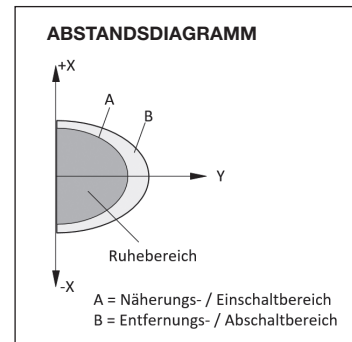 ABSTANDSDIAGRAMM
+X
A
B
Y
Ruhebereich
-X
A = Näherungs- / Einschaltbereich
B = Entfernungs- / Abschaltbereich